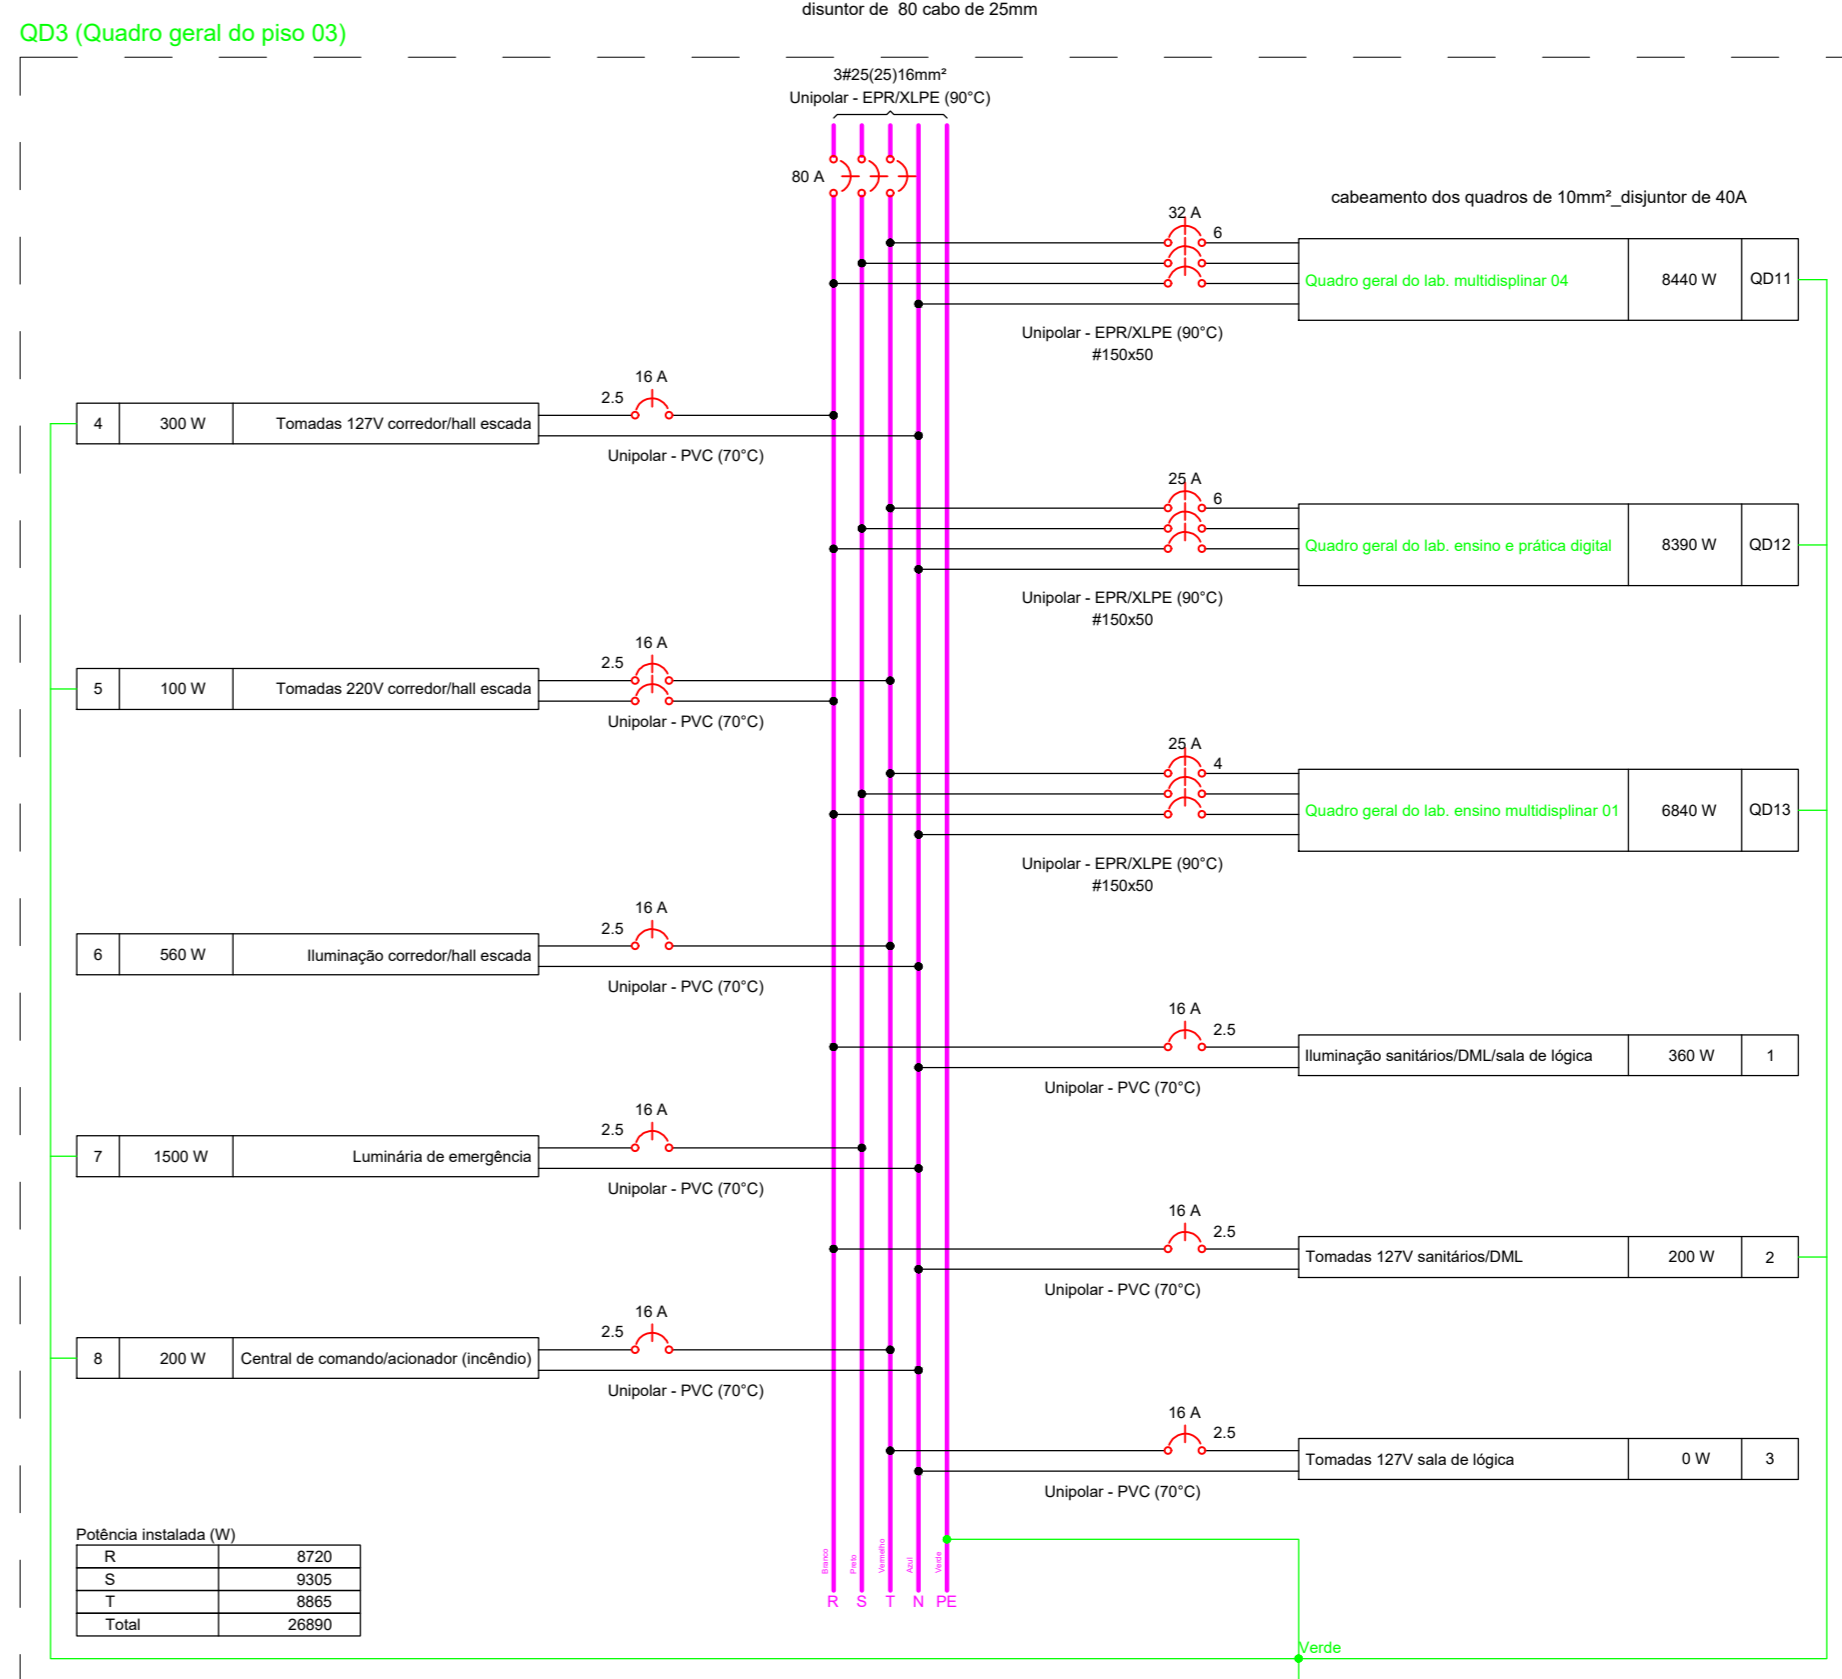 disuntor de  80 cabo de 25mm
QD3 (Quadro geral do piso 03)
3#25(25)16mm²
Unipolar - EPR/XLPE (90°C)
80 A
cabeamento dos quadros de 10mm²_disjuntor de 40A
32 A
6
Quadro geral do lab. multidisplinar 04
8440 W
QD11
Unipolar - EPR/XLPE (90°C)
#150x50
16 A
2.5
4
300 W
Tomadas 127V corredor/hall escada
Unipolar - PVC (70°C)
25 A
6
Quadro geral do lab. ensino e prática digital
8390 W
QD12
Unipolar - EPR/XLPE (90°C)
#150x50
16 A
2.5
5
100 W
Tomadas 220V corredor/hall escada
Unipolar - PVC (70°C)
25 A
4
Quadro geral do lab. ensino multidisplinar 01
6840 W
QD13
Unipolar - EPR/XLPE (90°C)
#150x50
16 A
2.5
6
560 W
Iluminação corredor/hall escada
Unipolar - PVC (70°C)
16 A
2.5
Iluminação sanitários/DML/sala de lógica
360 W
1
Unipolar - PVC (70°C)
16 A
2.5
7
1500 W
Luminária de emergência
Unipolar - PVC (70°C)
16 A
2.5
Tomadas 127V sanitários/DML
200 W
2
Unipolar - PVC (70°C)
16 A
2.5
8
200 W
Central de comando/acionador (incêndio)
Unipolar - PVC (70°C)
16 A
2.5
Tomadas 127V sala de lógica
0 W
3
Unipolar - PVC (70°C)
Potência instalada (W)
R 8720
S 9305
T 8865
Total 26890
Branco
Preto
Vermelho
Azul
Verde
R S T N PE
Verde